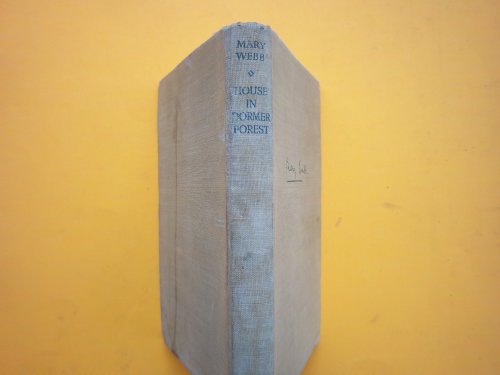 MARY
WEBB
HOUSE
IN
DORMER
FOREST